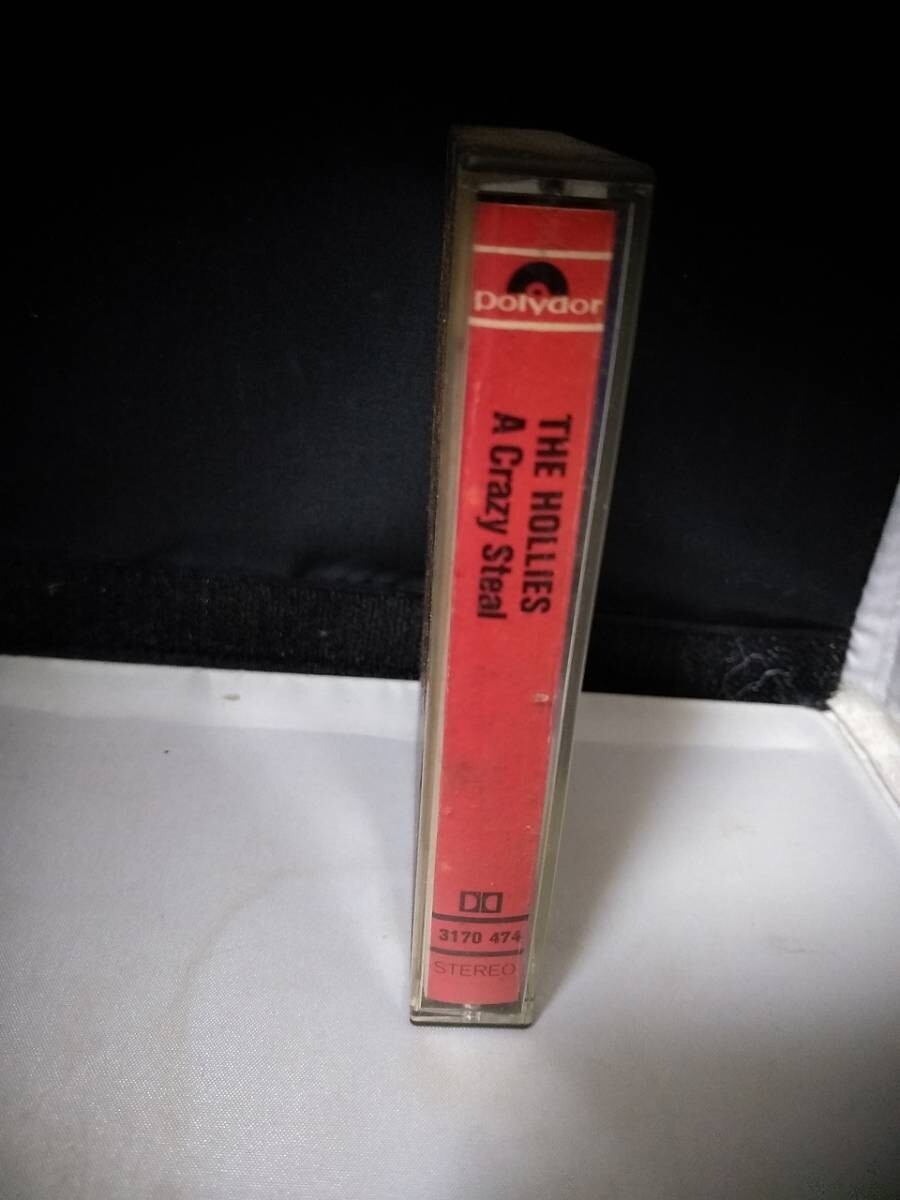 polydor
THE HOLLIES
A Crazy Steal
3170 474
STEREO